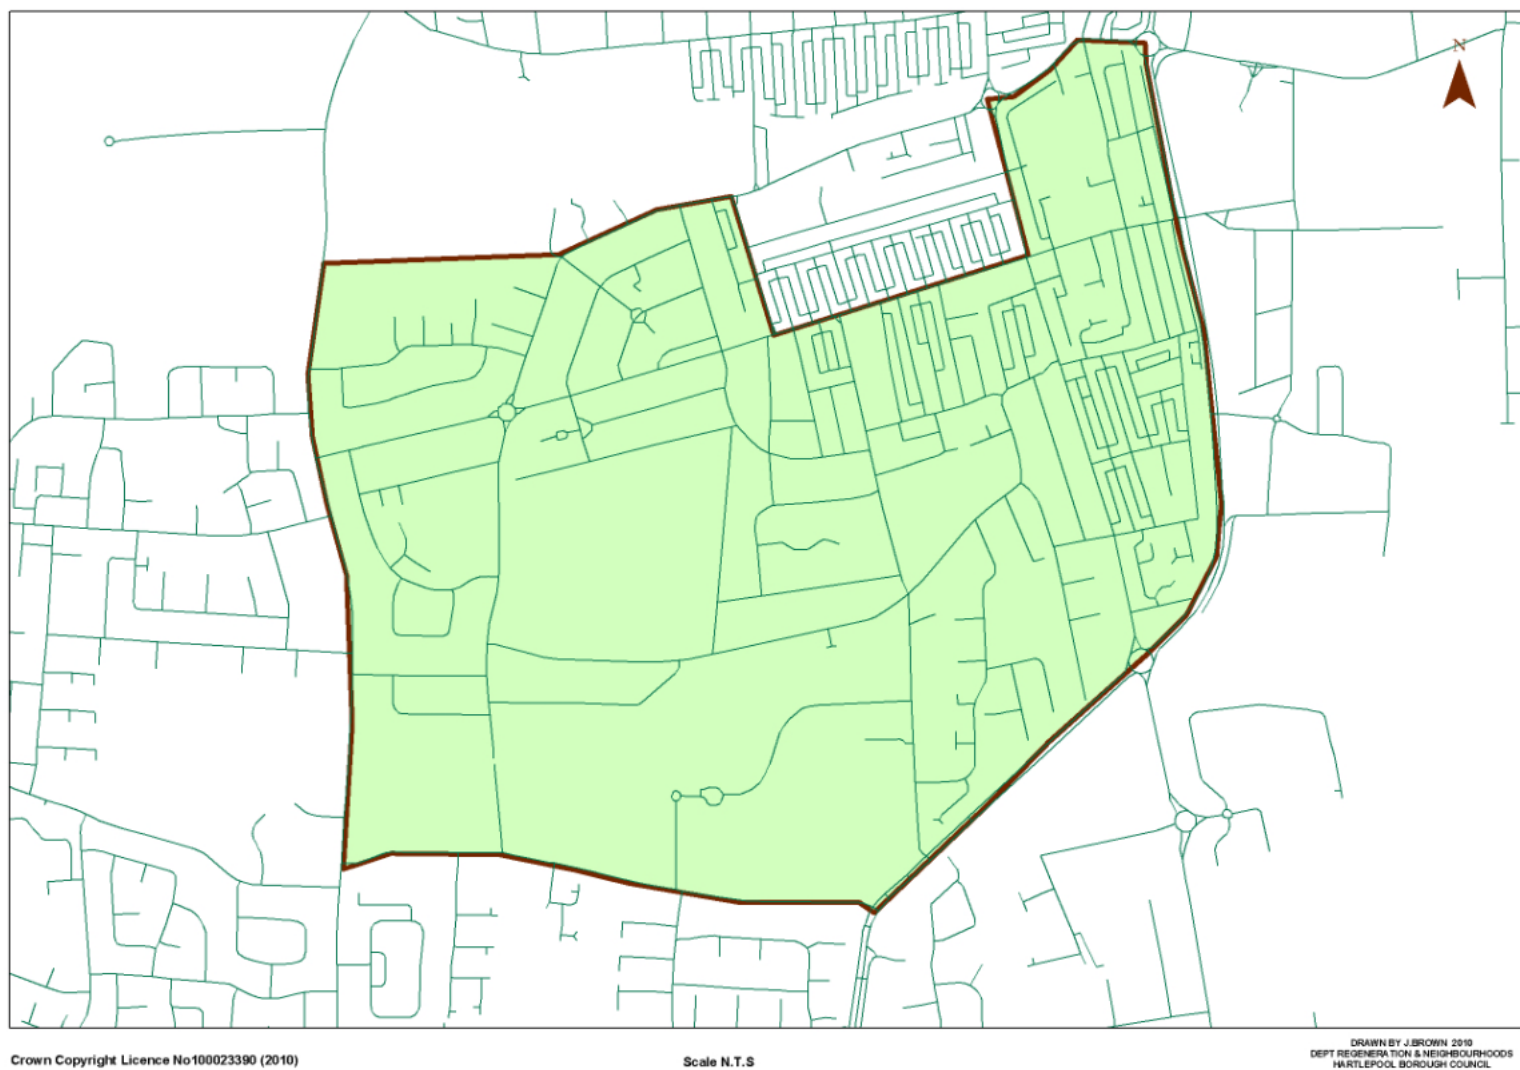 N
Crown Copyright Licence No100023390 (2010)
Scale N.T.S
DRAWN BY J.BROWN 2010
DEPT REGENERATION & NEIGHBOURHOODS
HARTLEPOOL BOROUGH COUNCIL